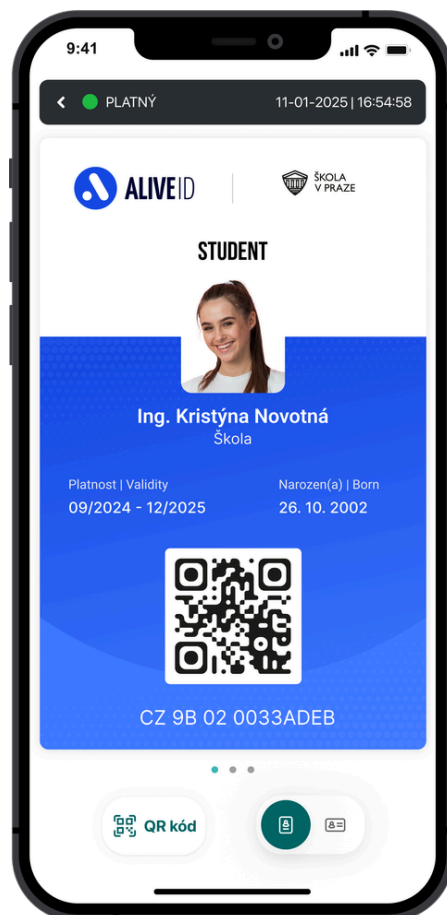 9:41
PLATNÝ 11-01-2025 | 16:54:58
ALIVEID
ŠKOLA
V PRAZE
STUDENT
Ing. Kristýna Novotná
Škola
Platnost | Validity Narozen(a) | Born
09/2024 - 12/2025 26. 10. 2002
CZ 9B 02 0033ADEB
QR kód